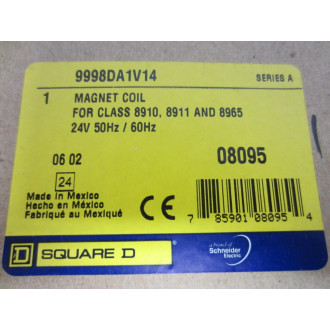 9998DA1V14 SERIES A
1 MAGNET COIL
FOR CLASS 8910, 8911 AND 8965
24V 50Hz / 60Hz
06 02 08095
24
Made in Mexico
Hecho en México
Fabriqué au Mexique
CE
7 85901 08095 4
D SQUARE D
a brand of
Schneider
Electric